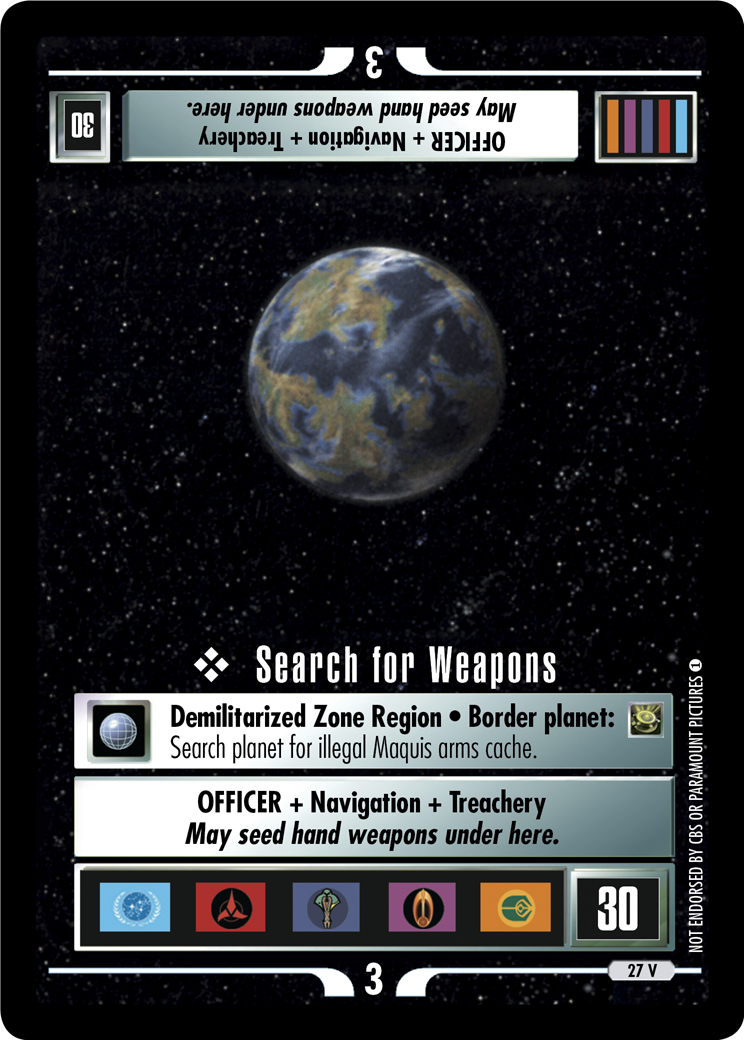 3
30
OFFICER + Navigation + Treachery
May seed hand weapons under here.
❖ Search for Weapons
Demilitarized Zone Region • Border planet:
Search planet for illegal Maquis arms cache.
OFFICER + Navigation + Treachery
May seed hand weapons under here.
30
NOT ENDORSED BY CBS OR PARAMOUNT PICTURES 1
27 V
3